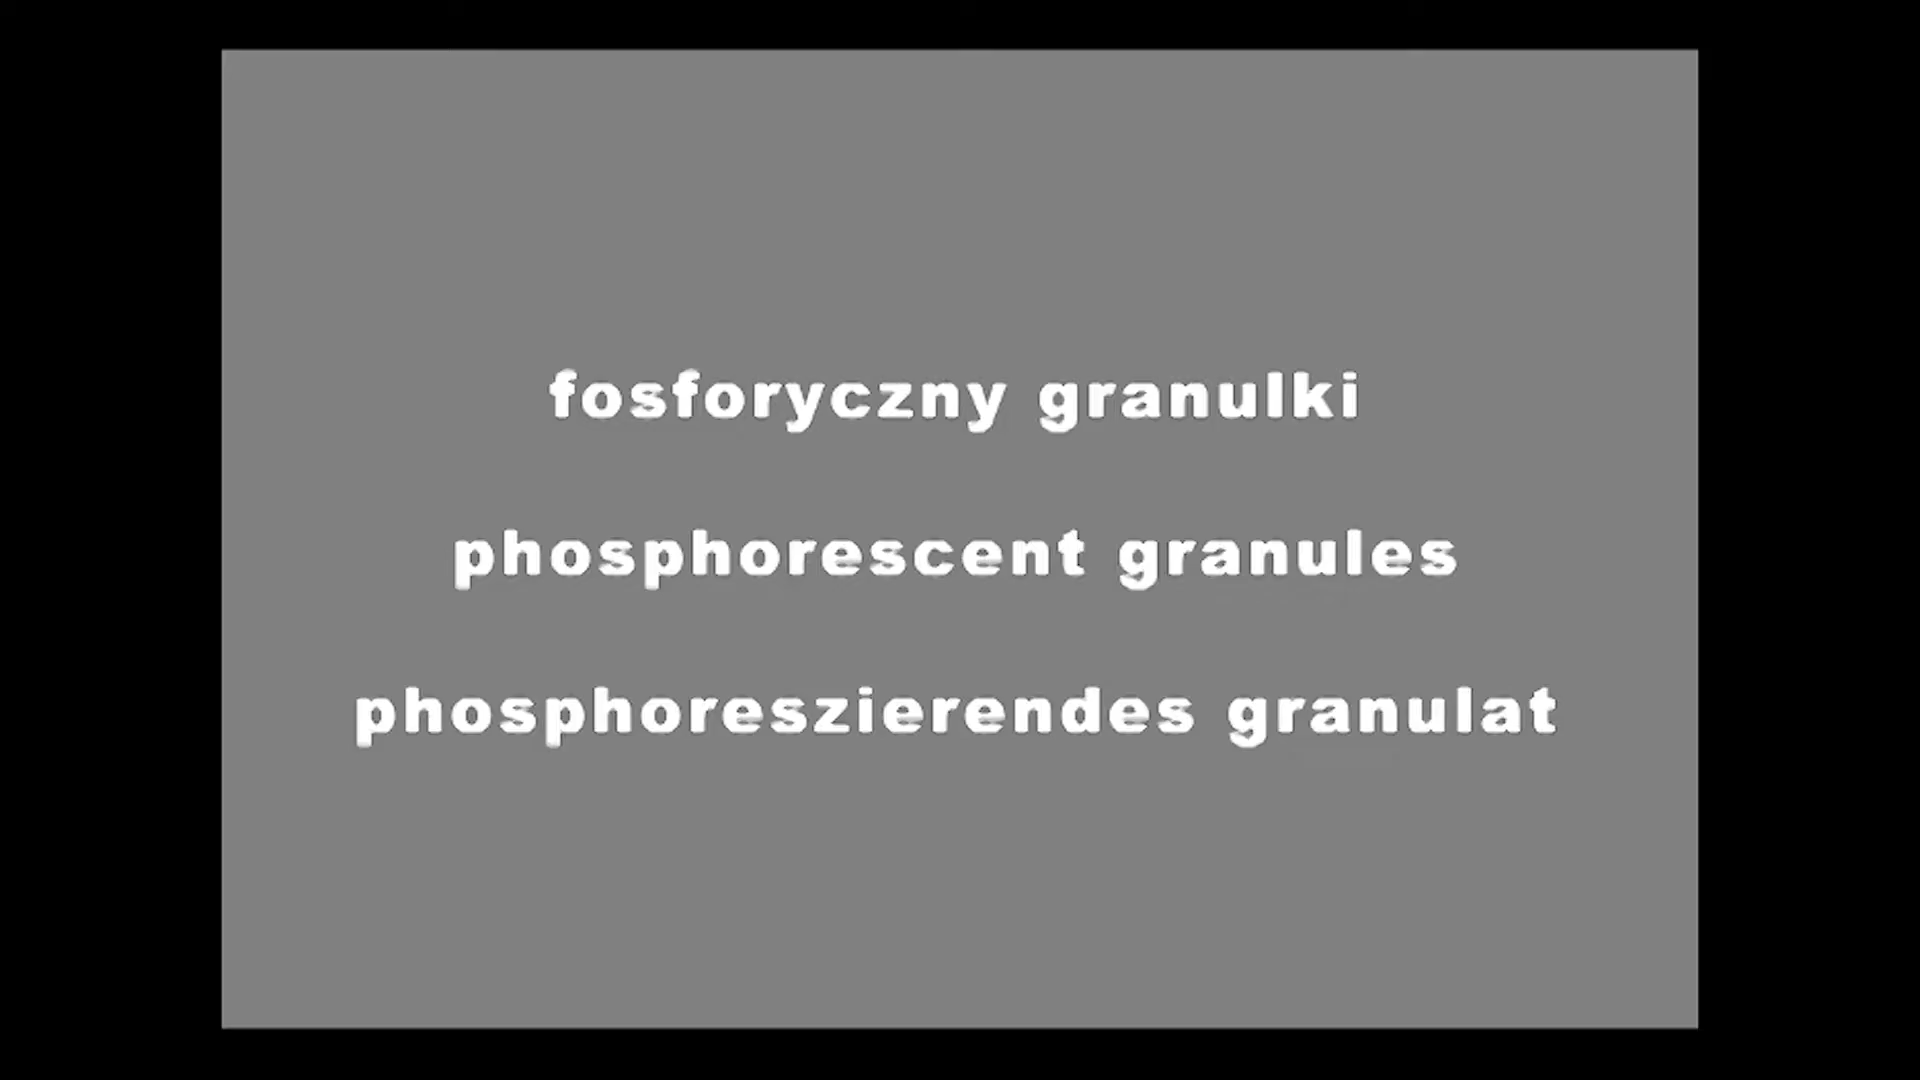 fosforyczny granulki
phosphorescent granules
phosphoreszierendes granulat